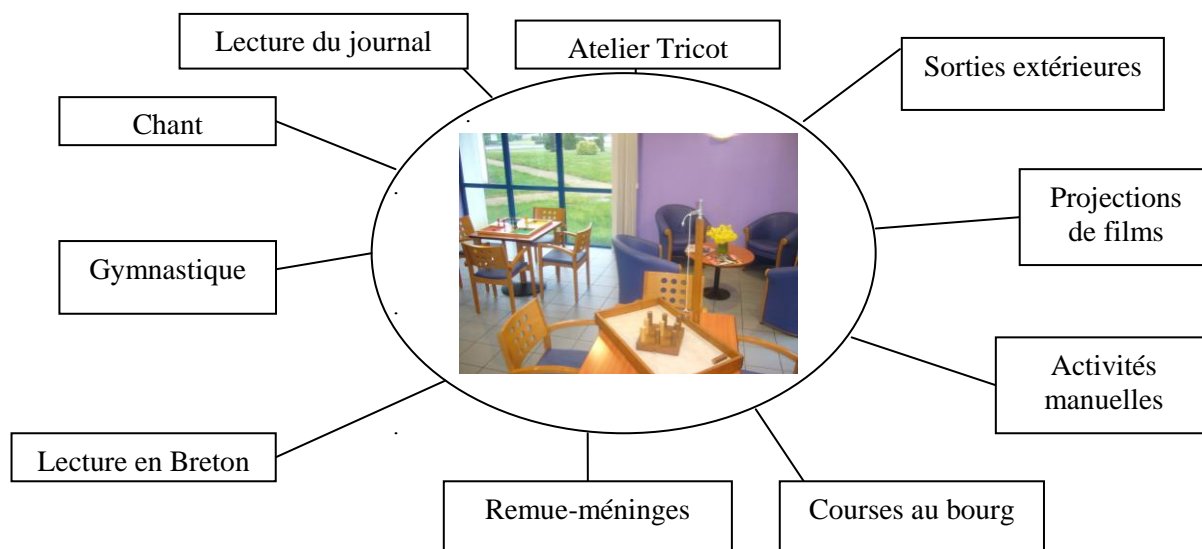 Lecture du journal
Atelier Tricot
Sorties extérieures
Chant
Projections
de films
Gymnastique
Activités
manuelles
Lecture en Breton
Remue-méninges
Courses au bourg